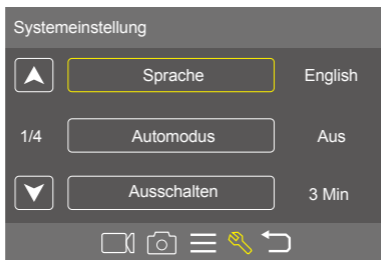 Systemeinstellung
Sprache English
1/4 Automodus Aus
Ausschalten 3 Min